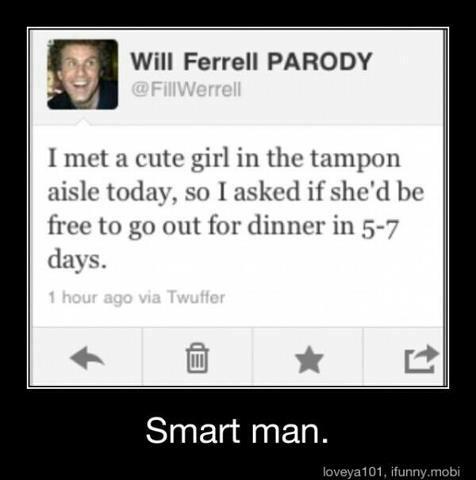 Will Ferrell PARODY
@FillWerrell
I met a cute girl in the tampon
aisle today, so I asked if she'd be
free to go out for dinner in 5-7
days.
1 hour ago via Twuffer
Smart man.
loveya101, ifunny.mobi